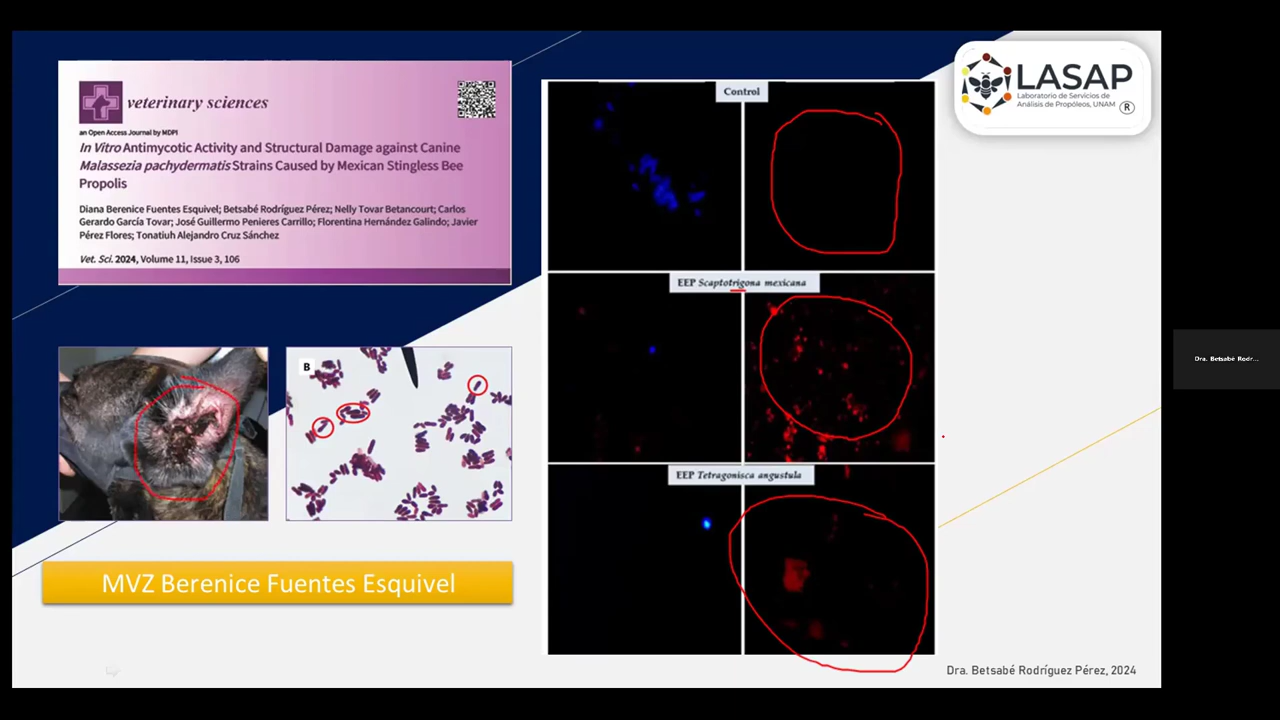 veterinary sciences
an Open Access Journal by MDPI
In Vitro Antimycotic Activity and Structural Damage against Canine
Malassezia pachydermatis Strains Caused by Mexican Stingless Bee
Propolis
Diana Berenice Fuentes Esquivel; Betsabé Rodríguez Pérez; Nelly Tovar Betancourt; Carlos
Gerardo García Tovar; José Guillermo Penieres Carrillo; Florentina Hernández Galindo; Javier
Pérez Flores; Tonatiuh Alejandro Cruz Sánchez
Vet. Sci. 2024, Volume 11, Issue 3, 106
B
MVZ Berenice Fuentes Esquivel
Control
EEP Scaptotrigona mexicana
EEP Tetragonisca angustula
LASAP
Laboratorio de Servicios de
Análisis de Propóleos, UNAM
®
Dra. Betsabé Rodr...
Dra. Betsabé Rodríguez Pérez, 2024